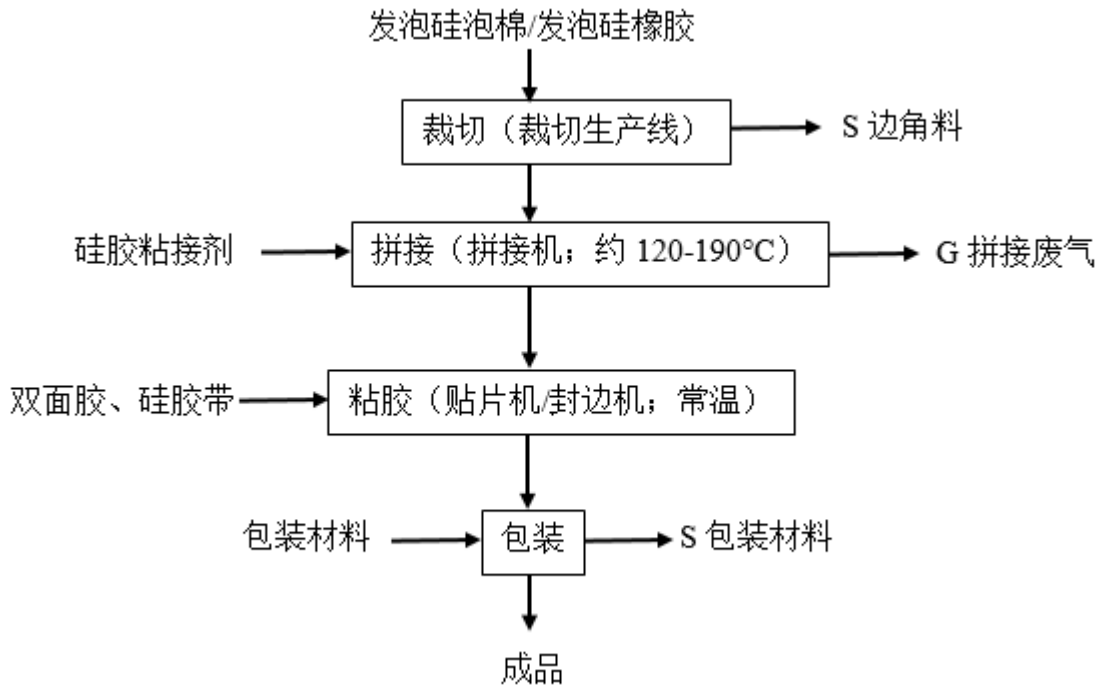 发泡硅泡棉/发泡硅橡胶
裁切（裁切生产线）
S 边角料
硅胶粘接剂
拼接（拼接机；约 120-190℃）
G 拼接废气
双面胶、硅胶带
粘胶（贴片机/封边机；常温）
包装材料
包装
S 包装材料
成品